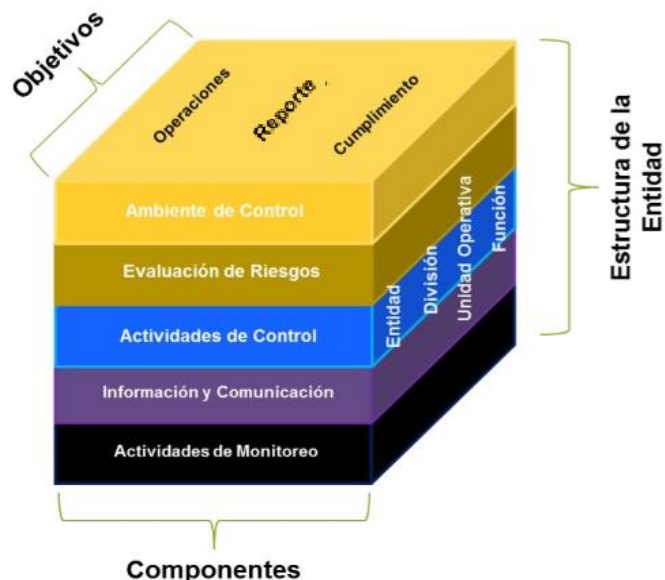 Objetivos
Operaciones
Reporte
Cumplimiento
Ambiente de Control
Evaluación de Riesgos
Actividades de Control
Información y Comunicación
Actividades de Monitoreo
Entidad
División
Unidad Operativa
Función
Estructura de la
Entidad
Componentes